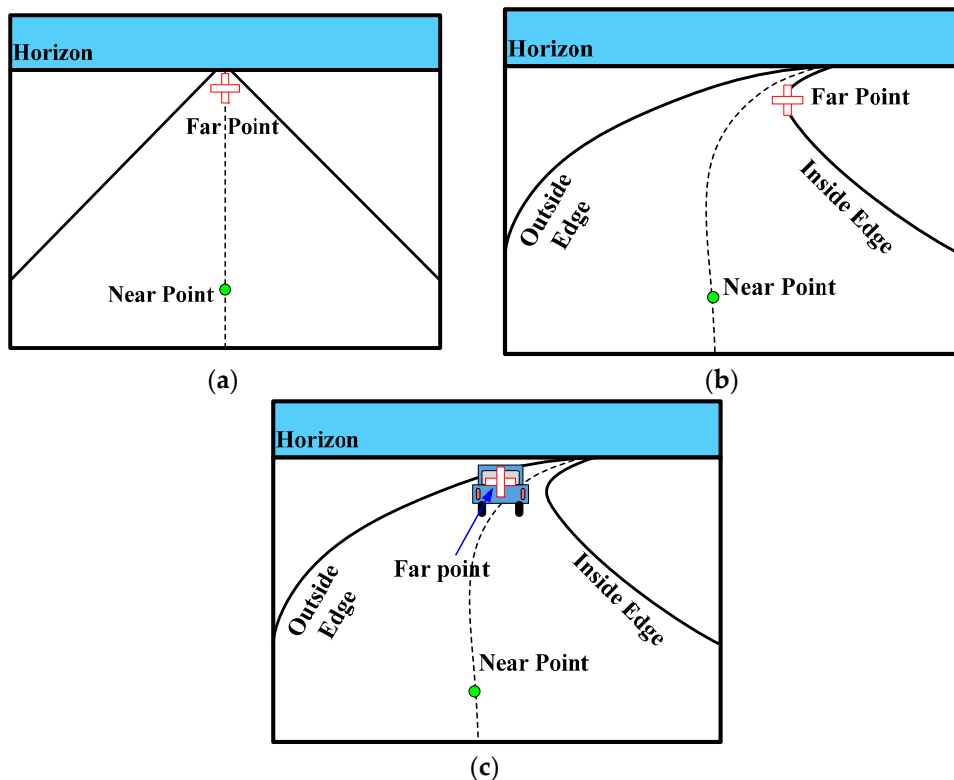 Horizon
Far Point
Near Point
(a)
Horizon
Far Point
Outside
Edge
Inside Edge
Near Point
(b)
Horizon
Far point
Outside
Edge
Inside Edge
Near Point
(c)